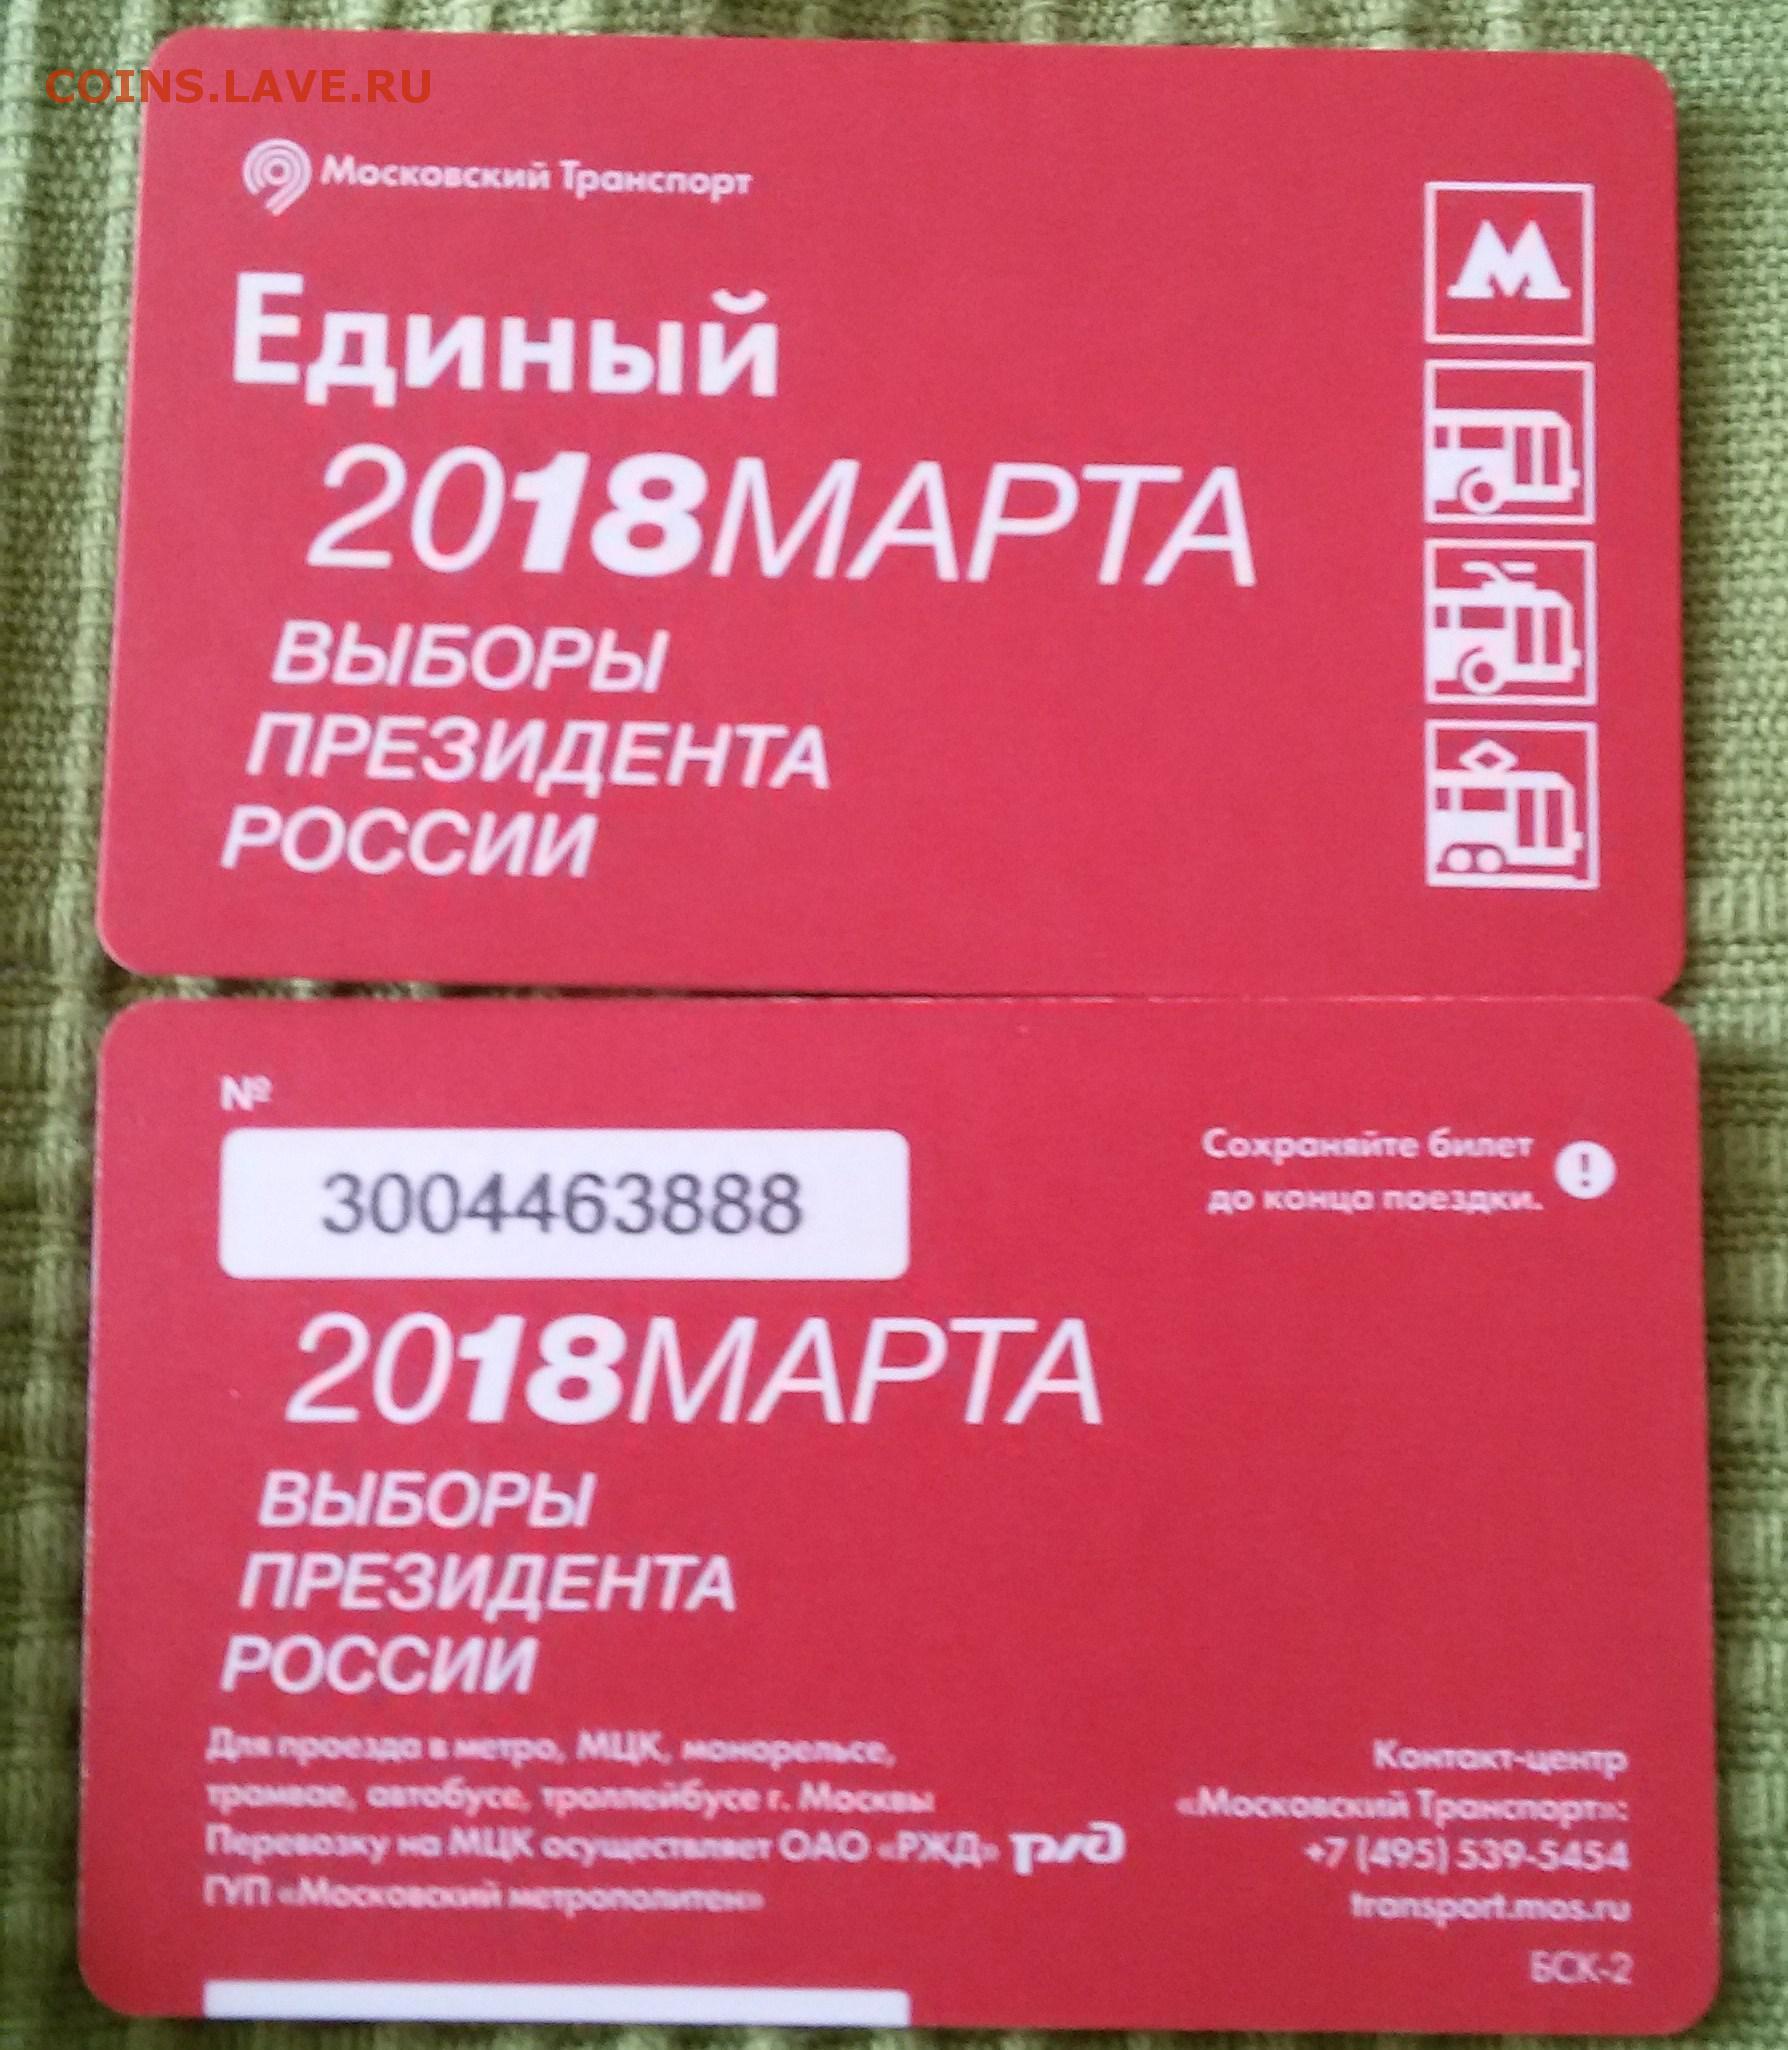 COINS.LAVE.RU
Московский Транспорт
Единый
2018МАРТА
ВЫБОРЫ
ПРЕЗИДЕНТА
РОССИИ
№
3004463888
Сохраняйте билет
до конца поездки.
!
2018МАРТА
ВЫБОРЫ
ПРЕЗИДЕНТА
РОССИИ
Для проезда в метро, МЦК, монорельсе,
трамвае, автобусе, троллейбусе г. Москвы
Перевозку на МЦК осуществляет ОАО «РЖД» ржд
ГУП «Московский метрополитен»
Контакт-центр
«Московский Транспорт»:
+7 (495) 539-5454
transport.mos.ru
БСК-2